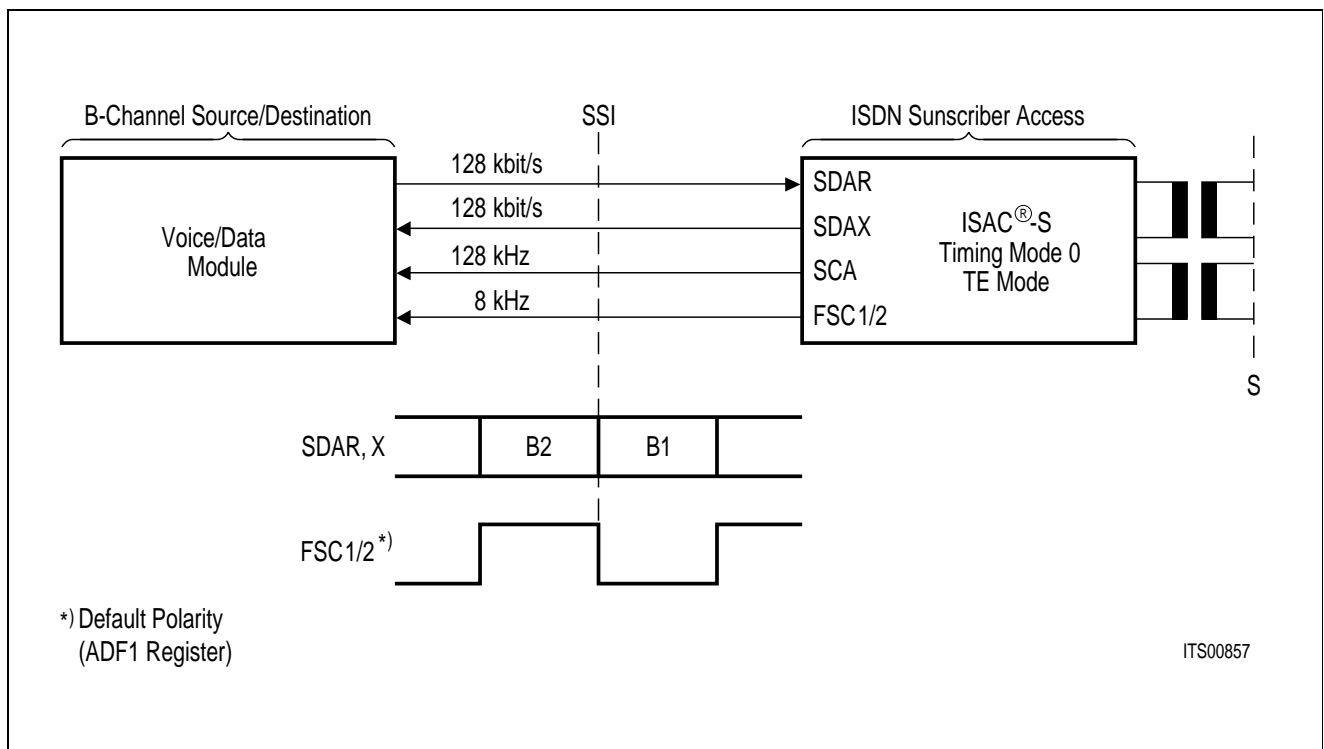 B-Channel Source/Destination
SSI
ISDN Sunscriber Access
128 kbit/s
SDAR
128 kbit/s
SDAX
128 kHz
SCA
8 kHz
FSC1/2
Voice/Data
Module
ISAC®-S
Timing Mode 0
TE Mode
S
SDAR, X
B2
B1
FSC1/2 *)
*) Default Polarity
(ADF1 Register)
ITS00857